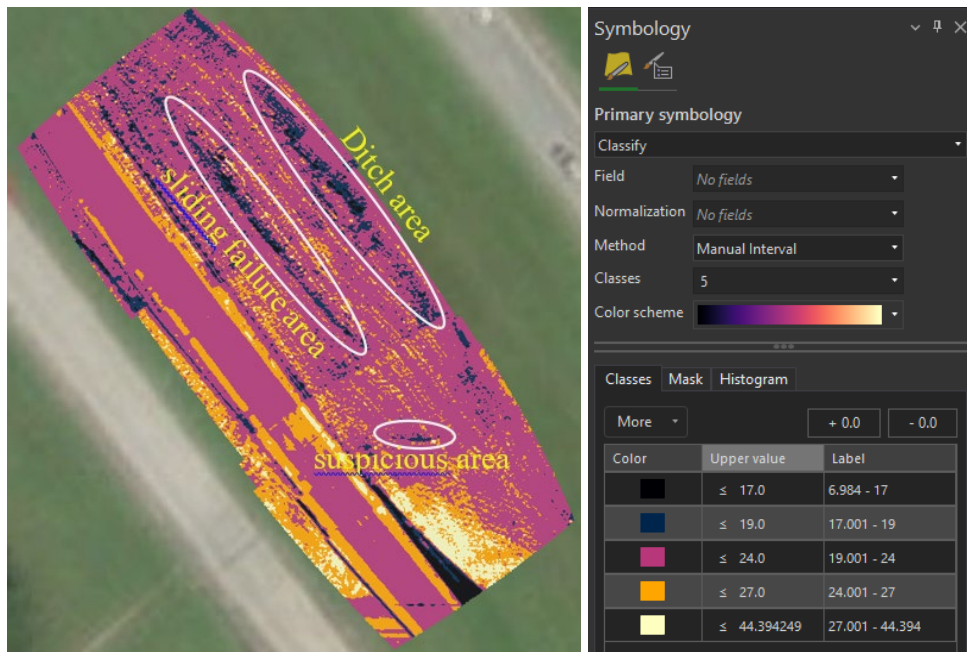 Ditch area
sliding failure area
suspicious area
Symbology
Primary symbology
Classify
Field No fields
Normalization No fields
Method Manual Interval
Classes 5
Color scheme
Classes Mask Histogram
More + 0.0 - 0.0
Color Upper value Label
≤ 17.0 6.984 - 17
≤ 19.0 17.001 - 19
≤ 24.0 19.001 - 24
≤ 27.0 24.001 - 27
≤ 44.394249 27.001 - 44.394